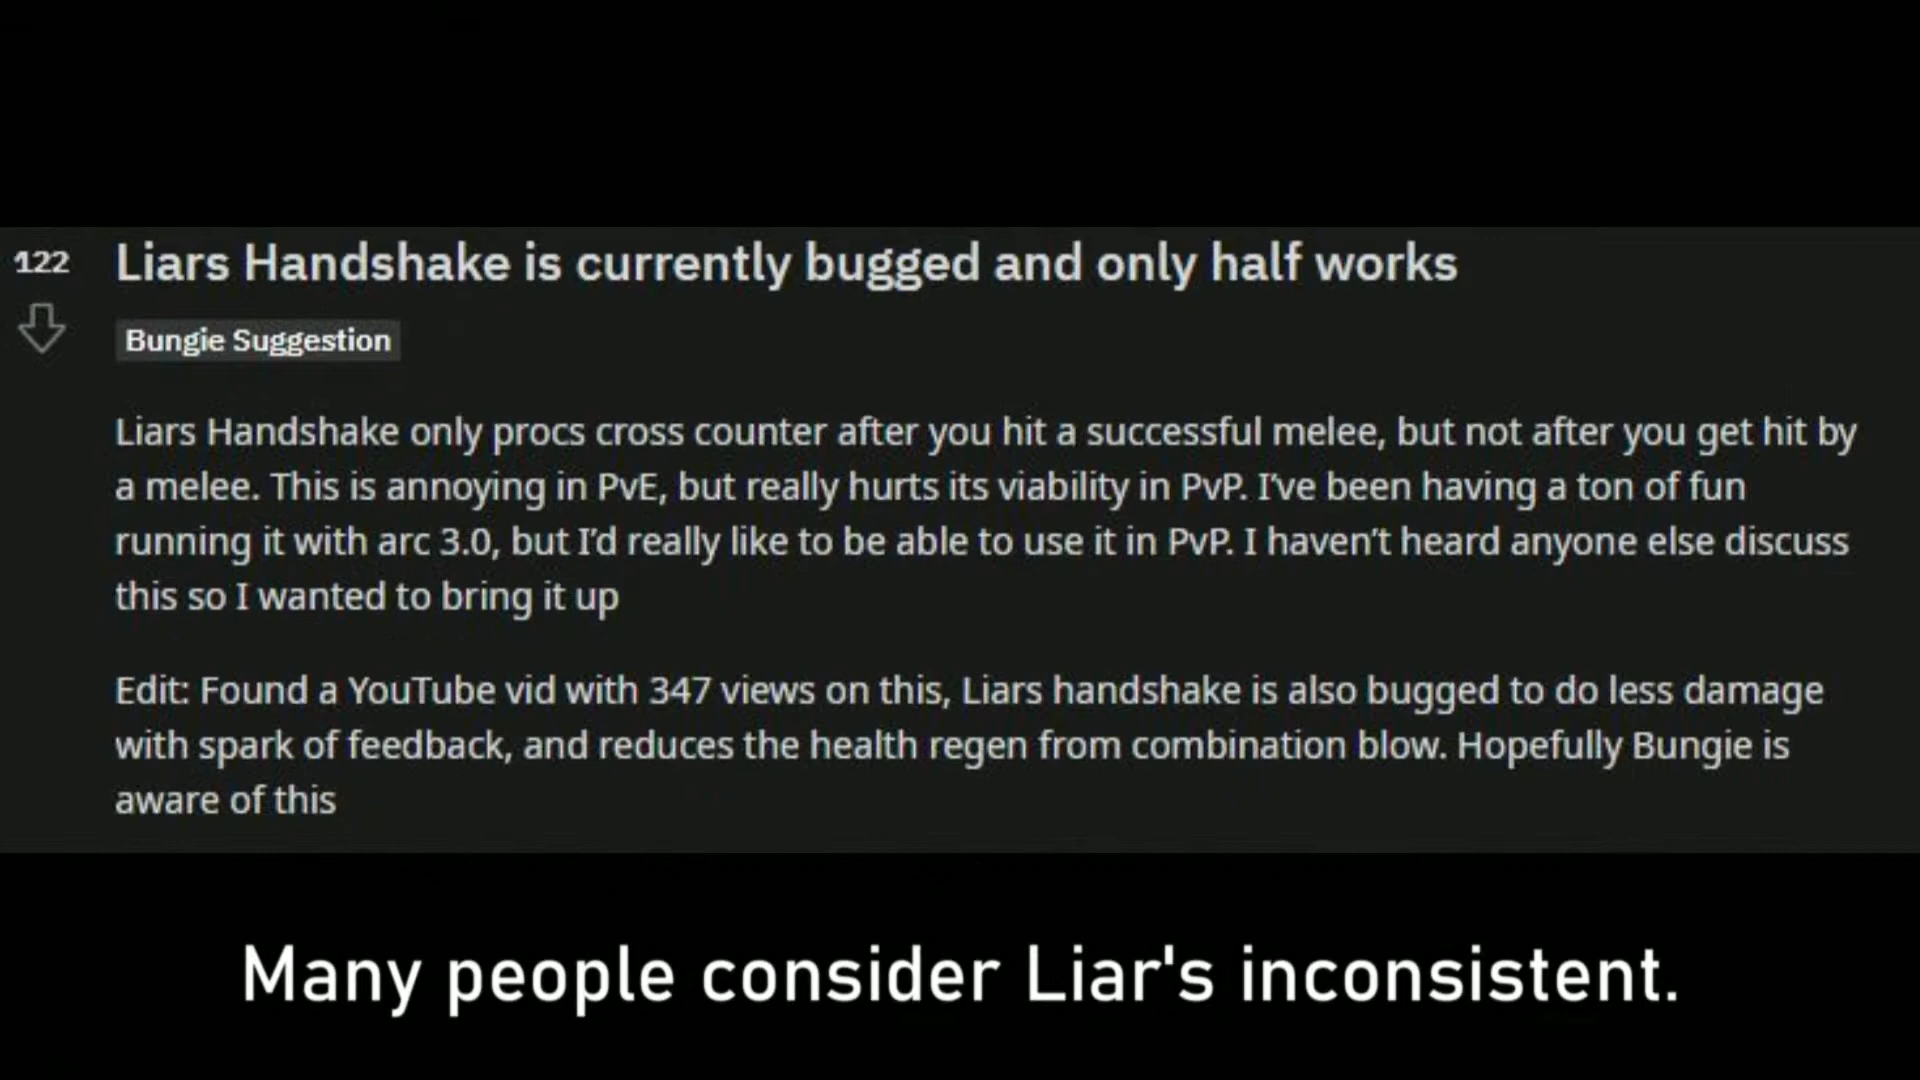 122
Liars Handshake is currently bugged and only half works
Bungie Suggestion
Liars Handshake only procs cross counter after you hit a successful melee, but not after you get hit by
a melee. This is annoying in PvE, but really hurts its viability in PvP. I've been having a ton of fun
running it with arc 3.0, but I'd really like to be able to use it in PvP. I haven't heard anyone else discuss
this so I wanted to bring it up
Edit: Found a YouTube vid with 347 views on this, Liars handshake is also bugged to do less damage
with spark of feedback, and reduces the health regen from combination blow. Hopefully Bungie is
aware of this
Many people consider Liar's inconsistent.